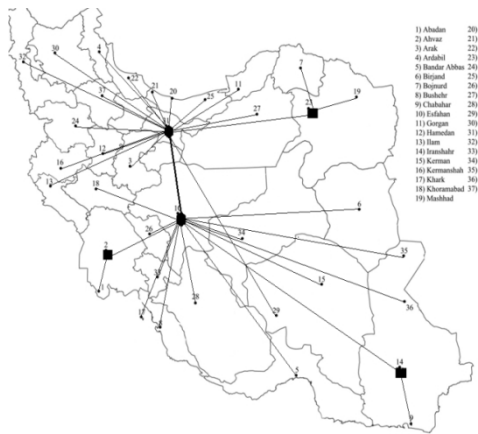 1) Abadan 20)
2) Ahvaz 21)
3) Arak 22)
4) Ardabil 23)
5) Bandar Abbas 24)
6) Birjand 25)
7) Bojnurd 26)
8) Bushehr 27)
9) Chabahar 28)
10) Esfahan 29)
11) Gorgan 30)
12) Hamedan 31)
13) Ilam 32)
14) Iranshahr 33)
15) Kerman 34)
16) Kermanshah 35)
17) Khark 36)
18) Khoramabad 37)
19) Mashhad
4
30
32
7
22
21
20
25
11
37
19
27
24
12
16
3
13
18
6
26
34
2
35
15
28
36
29
14
5
9